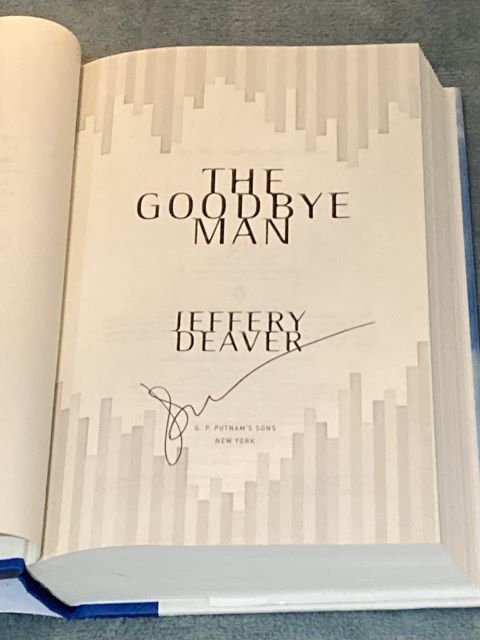 THE
GOODBYE
MAN
JEFFERY
DEAVER
G. P. PUTNAM'S SONS
NEW YORK